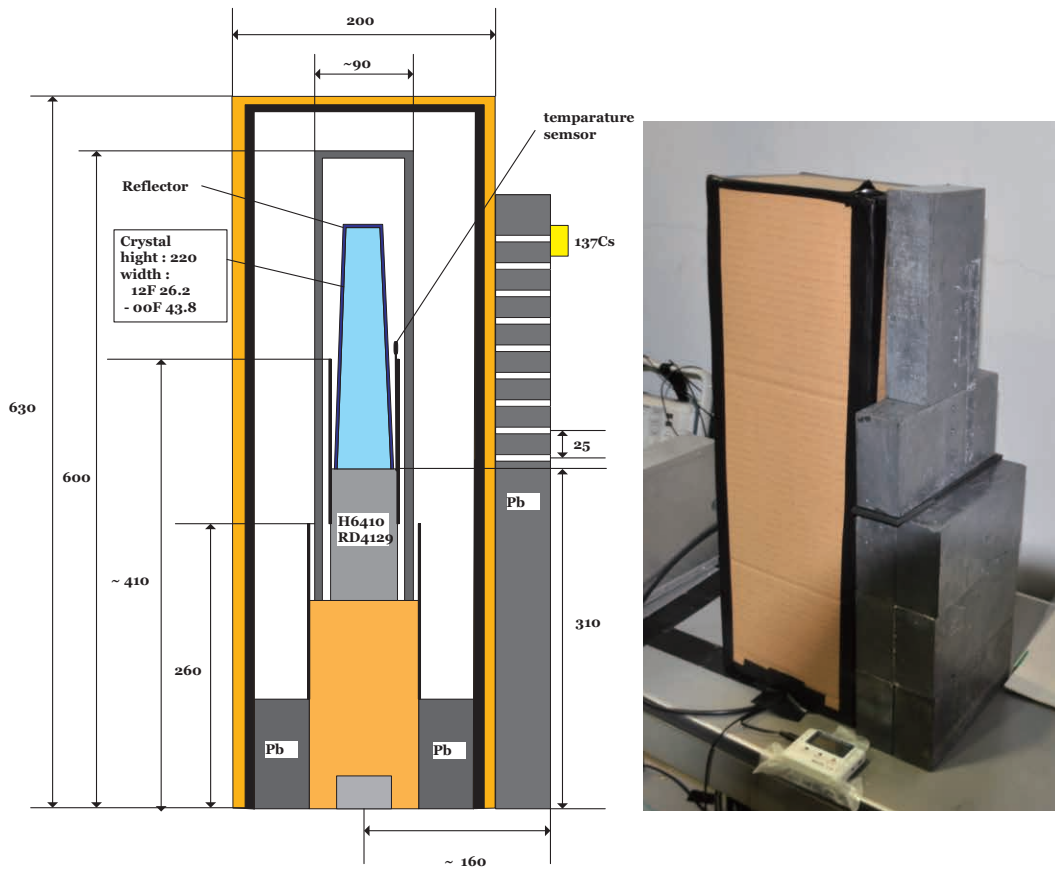 200
~90
temparature
semsor
Reflector
Crystal
hight : 220
width :
12F 26.2
- 00F 43.8
137Cs
630
600
25
Pb
H6410
RD4129
~ 410
310
260
Pb
Pb
~ 160